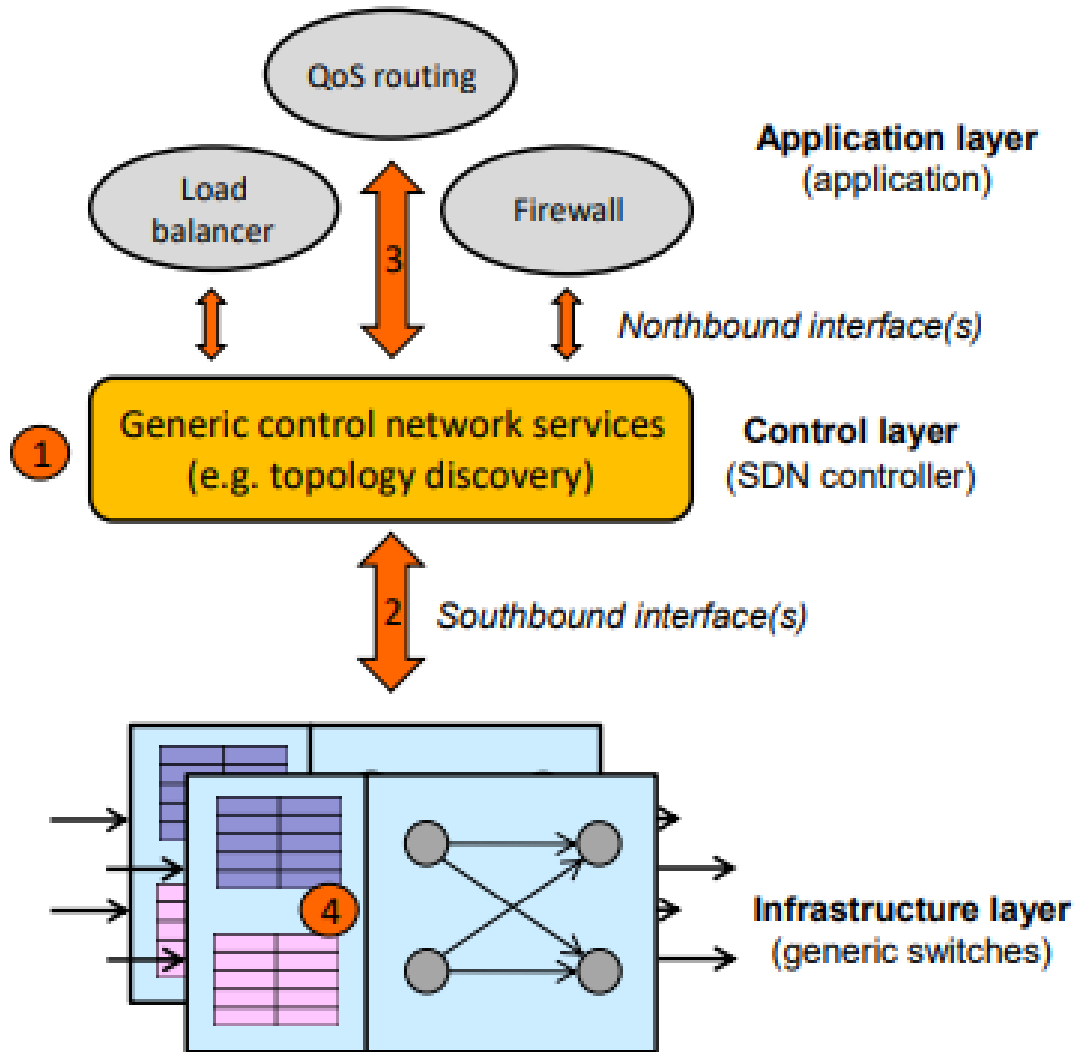 QoS routing
Application layer
(application)
Load
balancer
Firewall
3
Northbound interface(s)
1
Generic control network services
(e.g. topology discovery)
Control layer
(SDN controller)
2
Southbound interface(s)
4
Infrastructure layer
(generic switches)